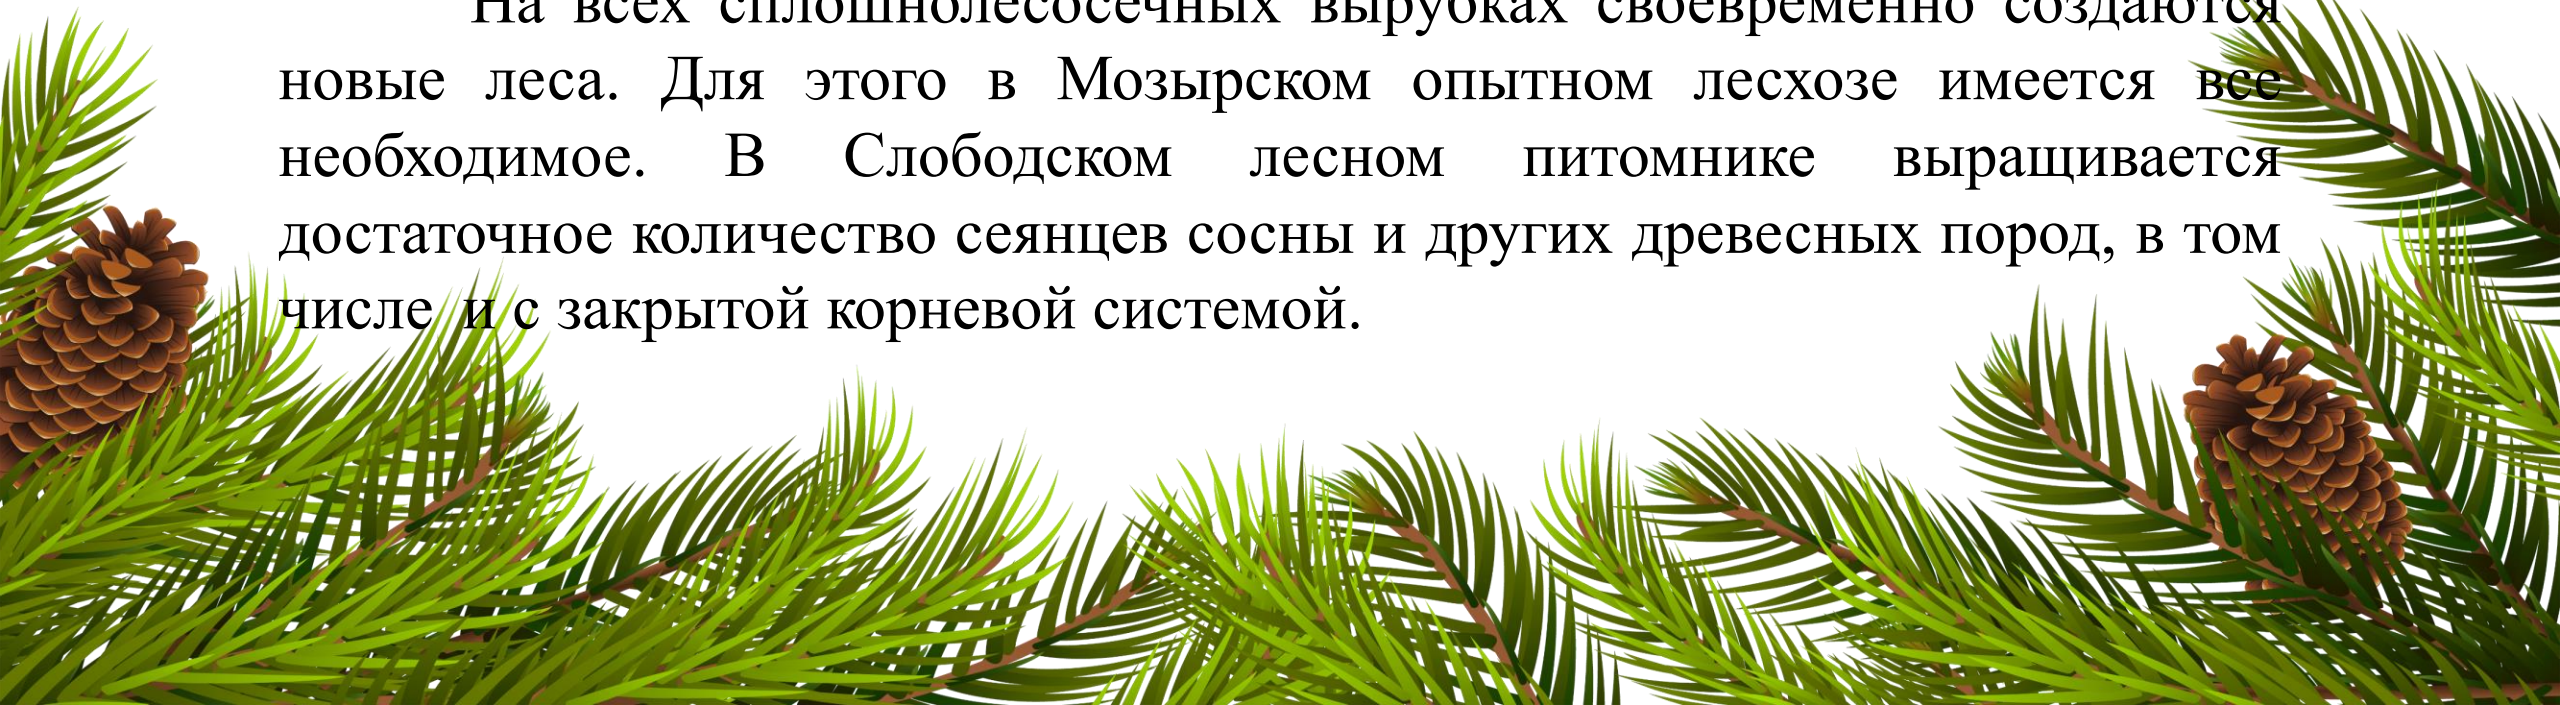 На всех сплошнолесосечных вырубках своевременно создаются
новые леса. Для этого в Мозырском опытном лесхозе имеется все
необходимое. В Слободском лесном питомнике выращивается
достаточное количество сеянцев сосны и других древесных пород, в том
числе и с закрытой корневой системой.